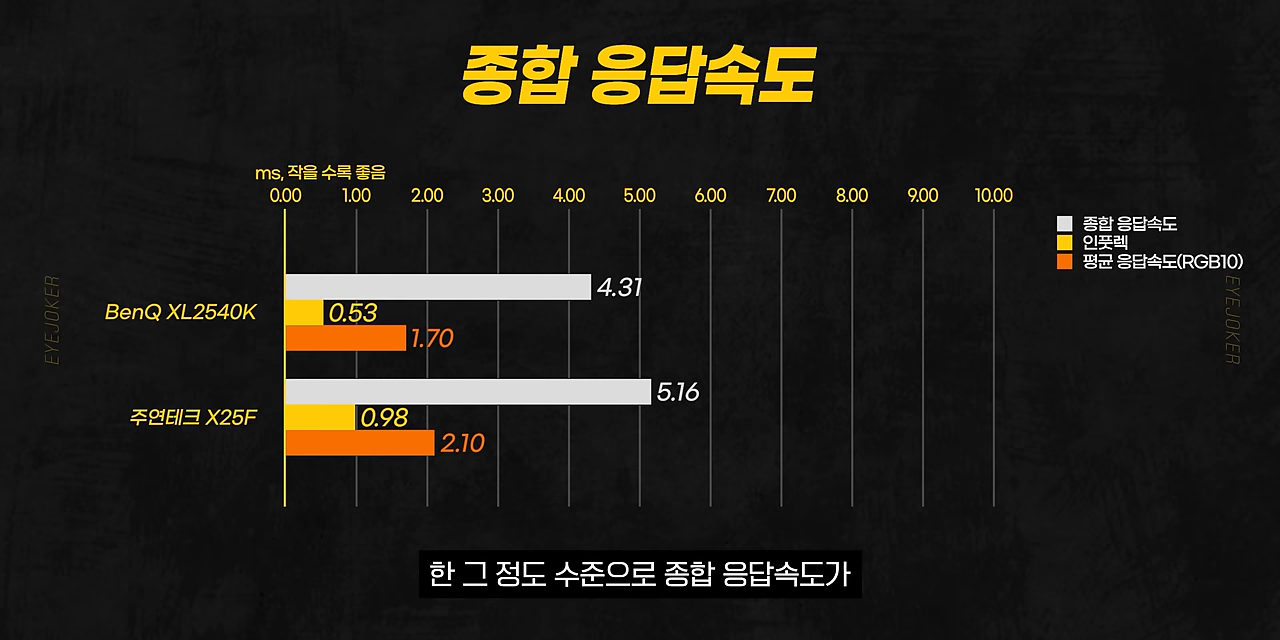 종합 응답속도
ms, 작을 수록 좋음
0.00 1.00 2.00 3.00 4.00 5.00 6.00 7.00 8.00 9.00 10.00
종합 응답속도
인풋렉
평균 응답속도(RGB10)
EYEJOKER
EYEJOKER
BenQ XL2540K
4.31
0.53
1.70
주연테크 X25F
5.16
0.98
2.10
한 그 정도 수준으로 종합 응답속도가